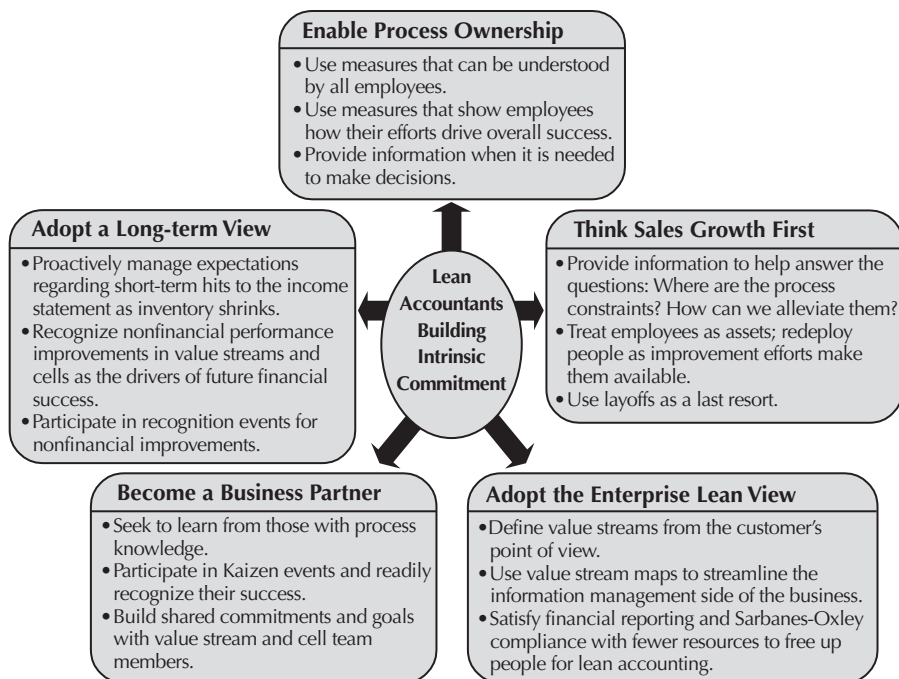 Enable Process Ownership
•Use measures that can be understood
by all employees.
•Use measures that show employees
how their efforts drive overall success.
•Provide information when it is needed
to make decisions.
Adopt a Long-term View
•Proactively manage expectations
regarding short-term hits to the income
statement as inventory shrinks.
•Recognize nonfinancial performance
improvements in value streams and
cells as the drivers of future financial
success.
•Participate in recognition events for
nonfinancial improvements.
Lean
Accountants
Building
Intrinsic
Commitment
Think Sales Growth First
•Provide information to help answer the
questions: Where are the process
constraints? How can we alleviate them?
•Treat employees as assets; redeploy
people as improvement efforts make
them available.
•Use layoffs as a last resort.
Become a Business Partner
•Seek to learn from those with process
knowledge.
•Participate in Kaizen events and readily
recognize their success.
•Build shared commitments and goals
with value stream and cell team
members.
Adopt the Enterprise Lean View
•Define value streams from the customer's
point of view.
•Use value stream maps to streamline the
information management side of the business.
•Satisfy financial reporting and Sarbanes-Oxley
compliance with fewer resources to free up
people for lean accounting.